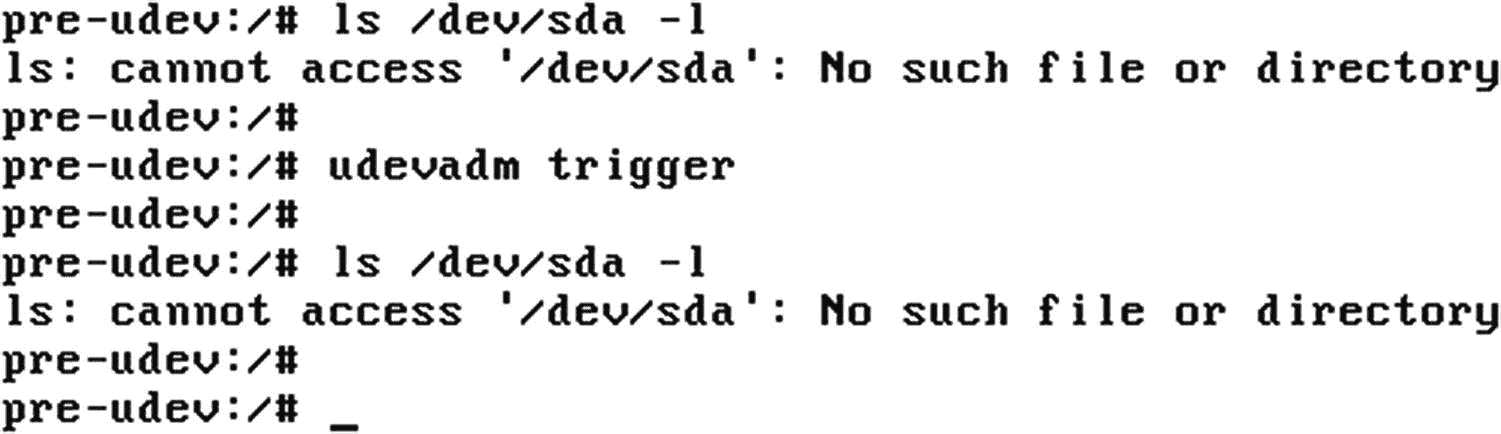 pre-udev:/# ls /dev/sda -l
ls: cannot access '/dev/sda': No such file or directory
pre-udev:/#
pre-udev:/# udevadm trigger
pre-udev:/#
pre-udev:/# ls /dev/sda -l
ls: cannot access '/dev/sda': No such file or directory
pre-udev:/#
pre-udev:/# _